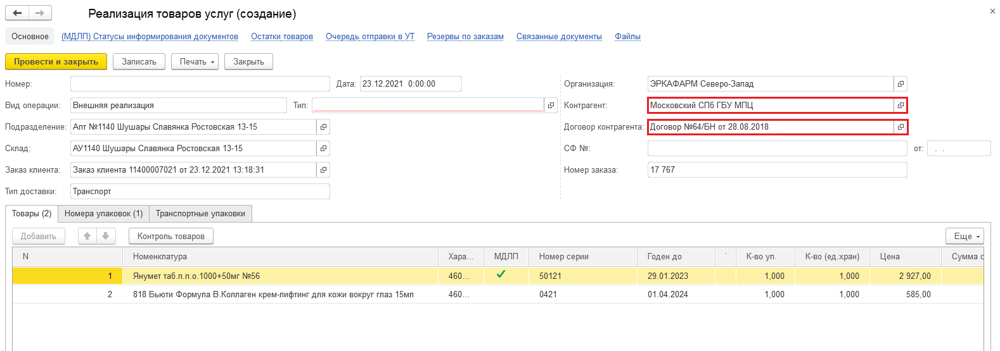 Реализация товаров услуг (создание)
Основное (МДЛП) Статусы информирования документов Остатки товаров Очередь отправки в УТ Резервы по заказам Связанные документы Файлы
Провести и закрыть Записать Печать Закрыть
Номер: Дата: 23.12.2021 0:00:00 Организация: ЭРКАФАРМ Северо-Запад
Вид операции: Внешняя реализация Тип: Контрагент: Московский СПб ГБУ МПЦ
Подразделение: Апт №1140 Шушары Славянка Ростовская 13-15 Договор контрагента: Договор №64/БН от 28.08.2018
Склад: АУ1140 Шушары Славянка Ростовская 13-15 СФ №: от: . .
Заказ клиента: Заказ клиента 11400007021 от 23.12.2021 13:18:31 Номер заказа: 17 767
Тип доставки: Транспорт
Товары (2) Номера упаковок (1) Транспортные упаковки
Добавить Контроль товаров Еще
N Номенклатура Хара... МДЛП Номер серии Годен до К-во уп. К-во (ед.хран) Цена Сумма с
1 Янумет таб.п.п.о.1000+50мг №56 460... 50121 29.01.2023 1,000 1,000 2 927,00
2 818 Бьюти Формула В.Коллаген крем-лифтинг для кожи вокруг глаз 15мл 460... 0421 01.04.2024 1,000 1,000 585,00